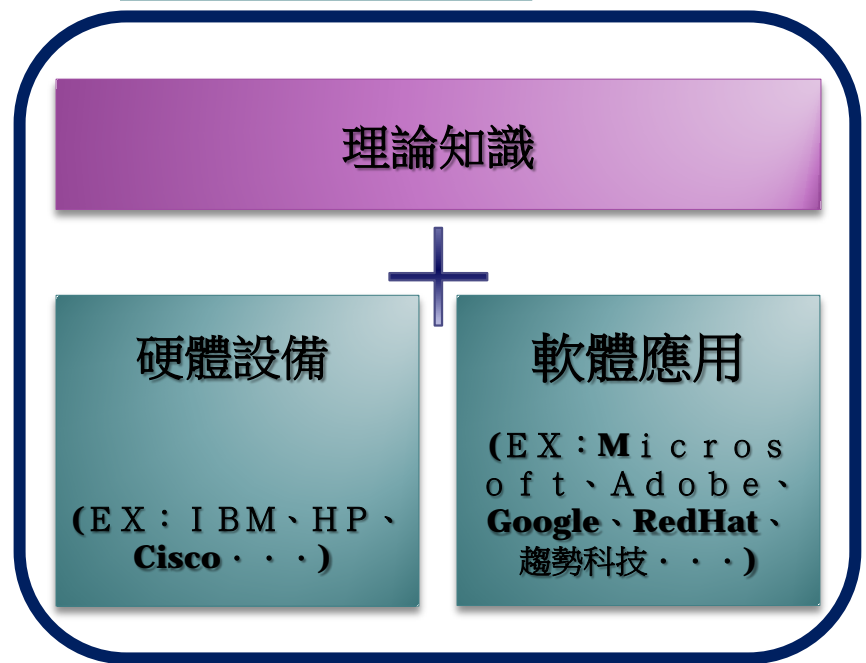 理論知識
硬體設備
(ＥＸ：ＩＢＭ、ＨＰ、
Cisco・・・)
軟體應用
(ＥＸ：Mｉｃｒｏｓ
ｏｆｔ、Ａｄｏｂｅ、
Google、RedHat、
趨勢科技・・・)